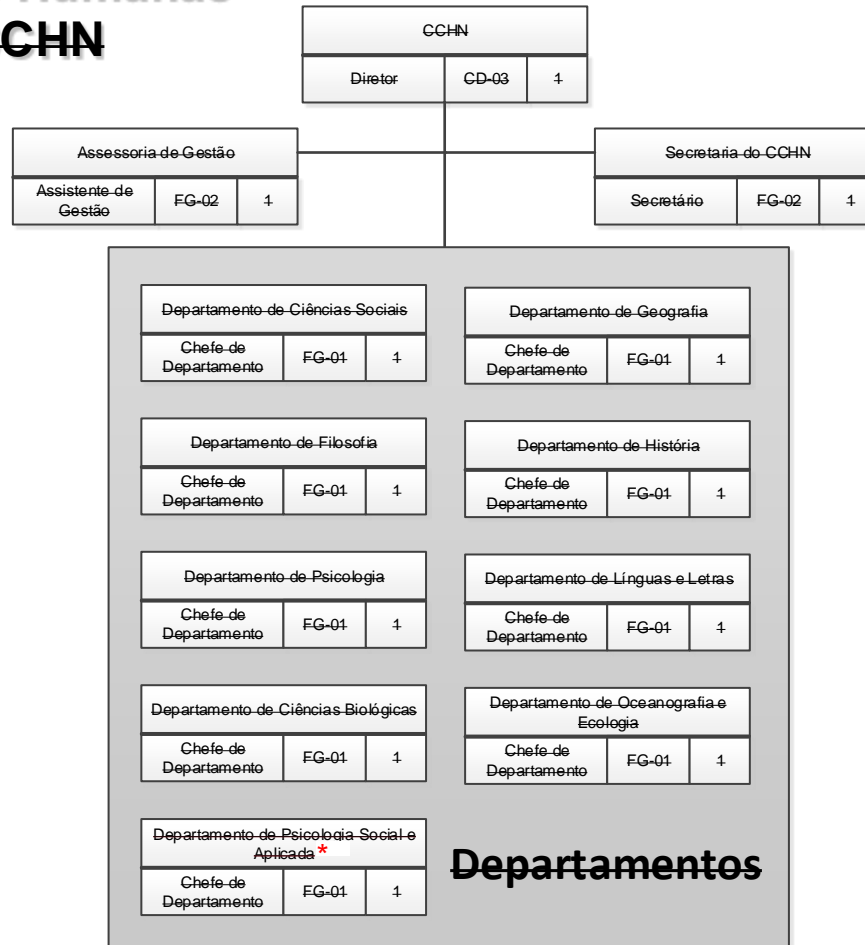 Humanas
CCHN
CCHN
Diretor CD-03 1
Assessoria de Gestão
Assistente de
Gestão
FG-02 1
Secretaria do CCHN
Secretário FG-02 1
Departamento de Ciências Sociais
Chefe de
Departamento
FG-01 1
Departamento de Geografia
Chefe de
Departamento
FG-01 1
Departamento de Filosofia
Chefe de
Departamento
FG-01 1
Departamento de História
Chefe de
Departamento
FG-01 1
Departamento de Psicologia
Chefe de
Departamento
FG-01 1
Departamento de Línguas e Letras
Chefe de
Departamento
FG-01 1
Departamento de Ciências Biológicas
Chefe de
Departamento
FG-01 1
Departamento de Oceanografia e
Ecologia
Chefe de
Departamento
FG-01 1
Departamento de Psicologia Social e
Aplicada*
Chefe de
Departamento
FG-01 1
Departamentos